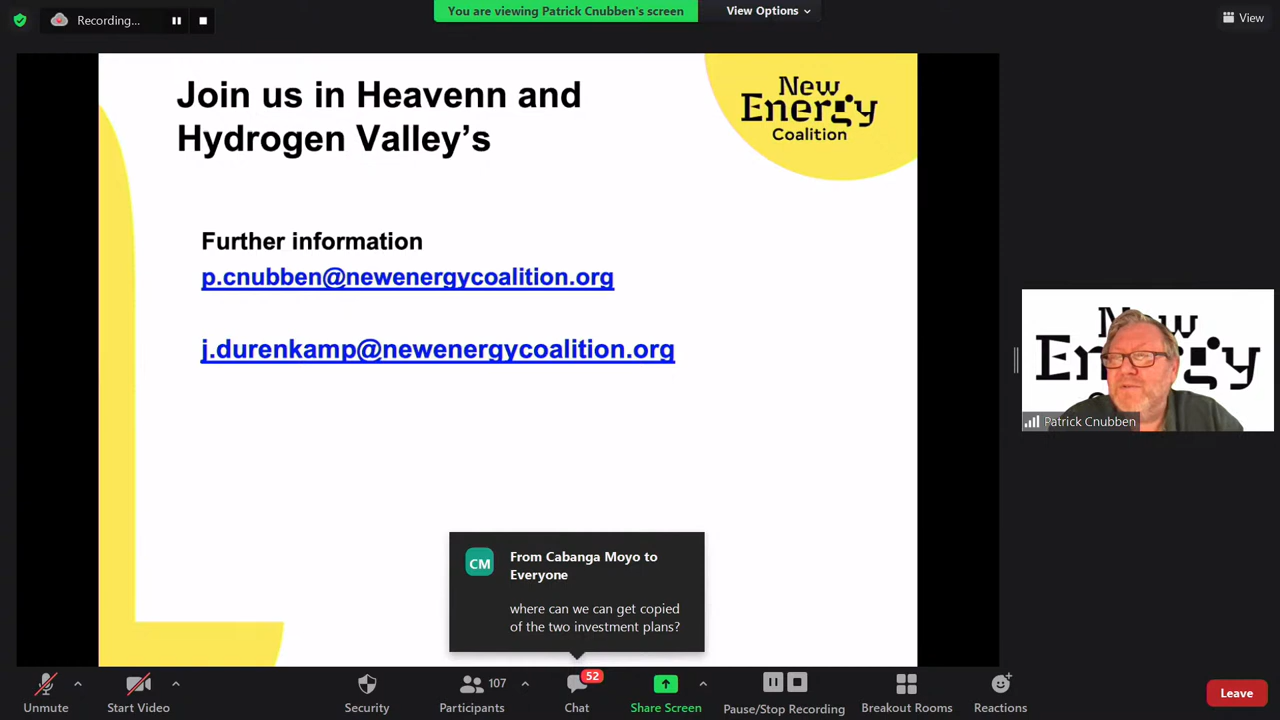 Recording...
You are viewing Patrick Cnubben's screen
View Options
View
Join us in Heavenn and
Hydrogen Valley's
New
Energy
Coalition
Further information
p.cnubben@newenergycoalition.org
j.durenkamp@newenergycoalition.org
New
Energy
Patrick Cnubben
CM
From Cabanga Moyo to
Everyone
where can we can get copied
of the two investment plans?
Unmute
Start Video
Security
107
Participants
52
Chat
Share Screen
Pause/Stop Recording
Breakout Rooms
Reactions
Leave